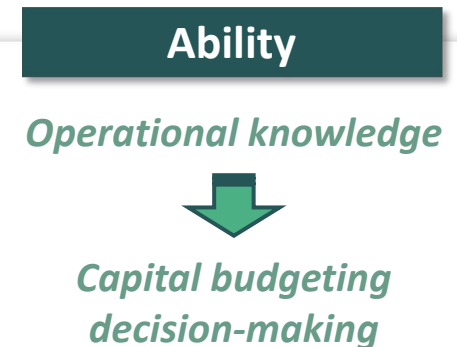 Ability
Operational knowledge
Capital budgeting
decision-making